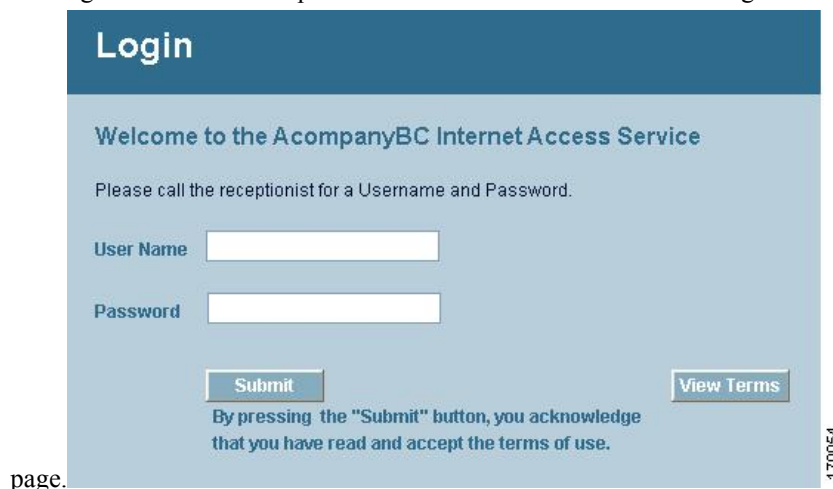 Login
Welcome to the AcompanyBC Internet Access Service
Please call the receptionist for a Username and Password.
User Name
Password
Submit
View Terms
By pressing the "Submit" button, you acknowledge
that you have read and accept the terms of use.
page.